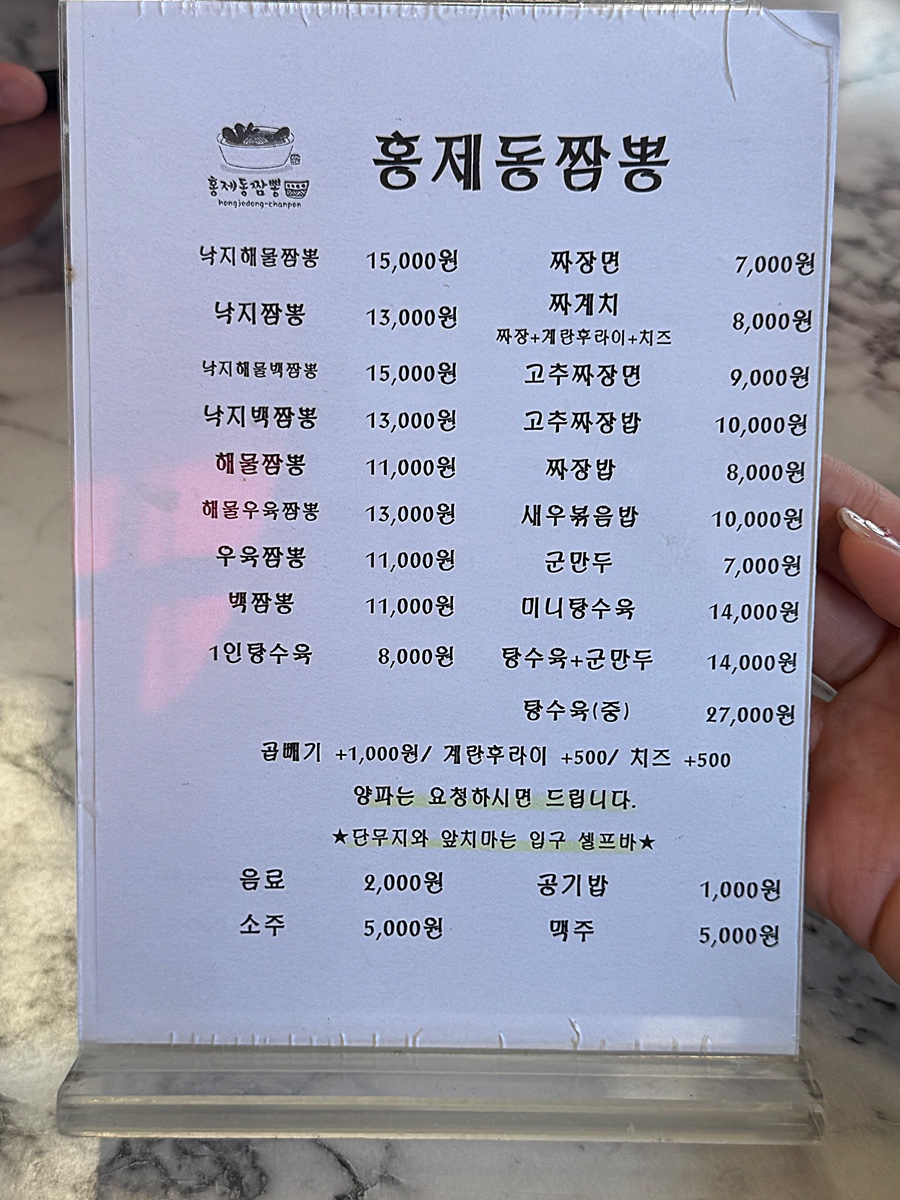 홍제동짬뽕
홍제동짬뽕
hongjedong-chanpon
낙지해물짬뽕 15,000원 짜장면 7,000원
낙지짬뽕 13,000원 짜계치 8,000원
짜장+계란후라이+치즈
낙지해물백짬뽕 15,000원 고추짜장면 9,000원
낙지백짬뽕 13,000원 고추짜장밥 10,000원
해물짬뽕 11,000원 짜장밥 8,000원
해물우육짬뽕 13,000원 새우볶음밥 10,000원
우육짬뽕 11,000원 군만두 7,000원
백짬뽕 11,000원 미니탕수육 14,000원
1인탕수육 8,000원 탕수육+군만두 14,000원
탕수육(중) 27,000원
곱빼기 +1,000원/ 계란후라이 +500/ 치즈 +500
양파는 요청하시면 드립니다.
★단무지와 앞치마는 입구 셀프바★
음료 2,000원 공기밥 1,000원
소주 5,000원 맥주 5,000원